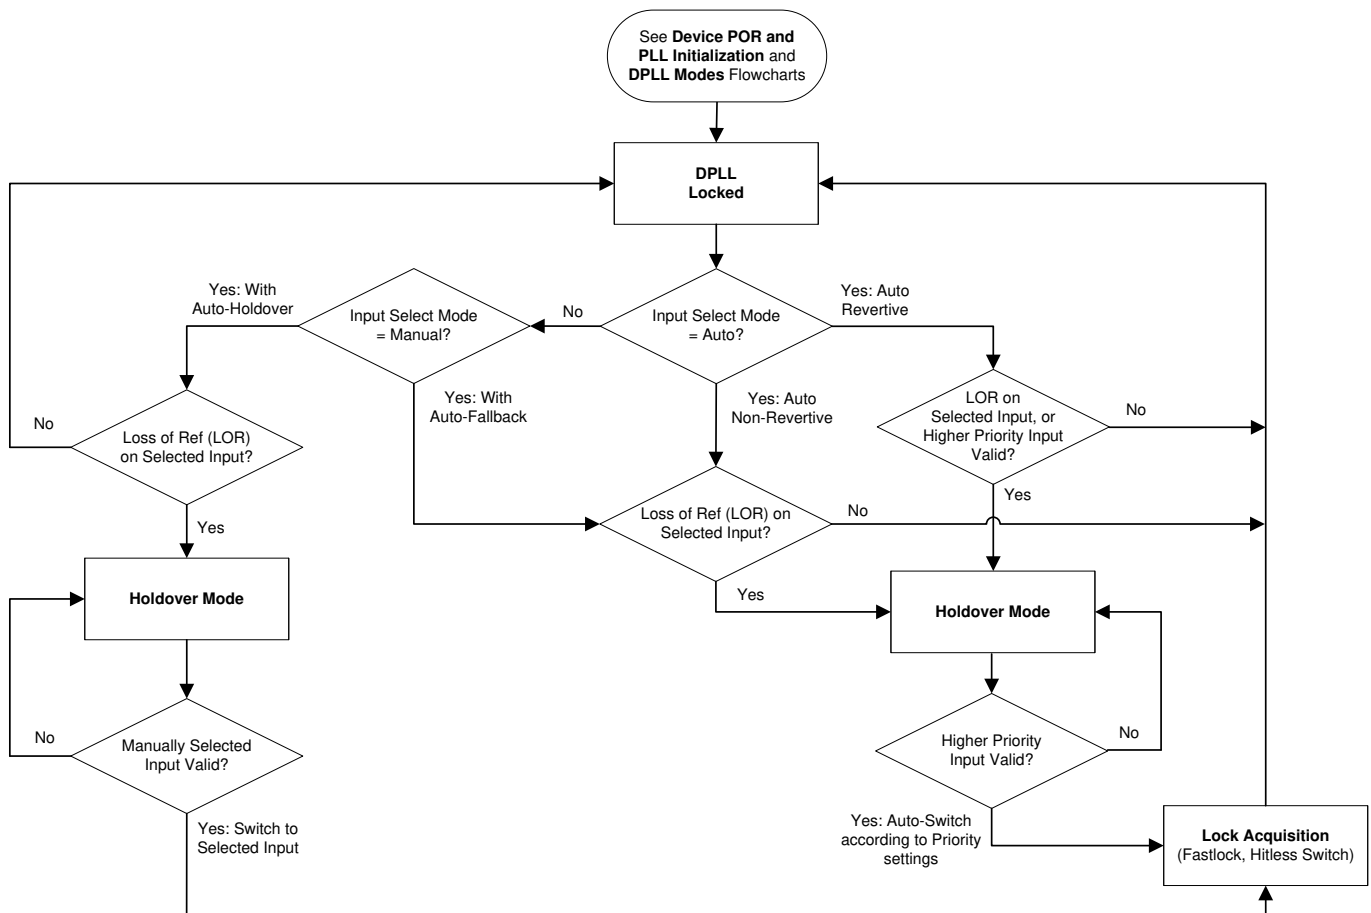 See Device POR and
PLL Initialization and
DPLL Modes Flowcharts
DPLL
Locked
Yes: With
Auto-Holdover
Input Select Mode
= Manual?
No
Input Select Mode
= Auto?
Yes: Auto
Revertive
Yes: With
Auto-Fallback
Yes: Auto
Non-Revertive
LOR on
Selected Input, or
Higher Priority Input
Valid?
No
No
Loss of Ref (LOR)
on Selected Input?
Yes
Loss of Ref (LOR) on
Selected Input?
No
Yes
Yes
Holdover Mode
Holdover Mode
No
Manually Selected
Input Valid?
Higher Priority
Input Valid?
No
Yes: Switch to
Selected Input
Yes: Auto-Switch
according to Priority
settings
Lock Acquisition
(Fastlock, Hitless Switch)